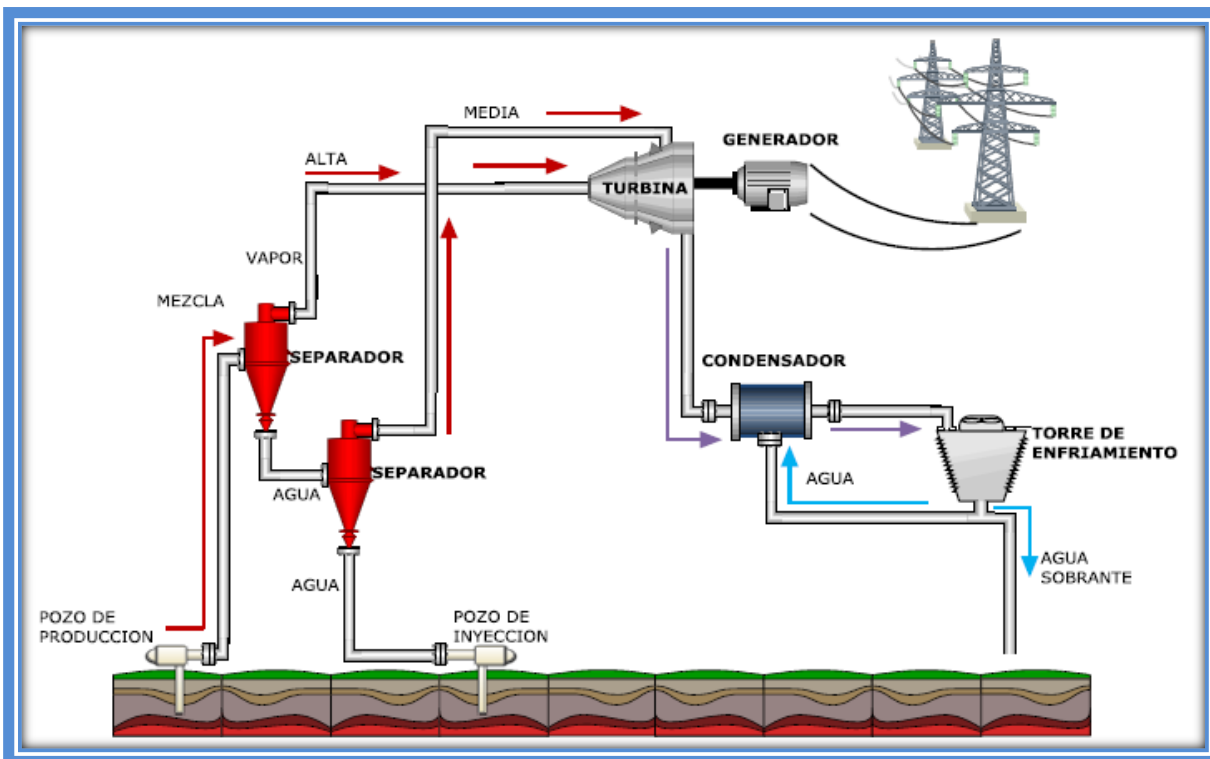 MEDIA
GENERADOR
ALTA
TURBINA
VAPOR
MEZCLA
SEPARADOR
CONDENSADOR
TORRE DE
ENFRIAMIENTO
SEPARADOR
AGUA
AGUA
AGUA
SOBRANTE
AGUA
POZO DE
PRODUCCION
POZO DE
INYECCION